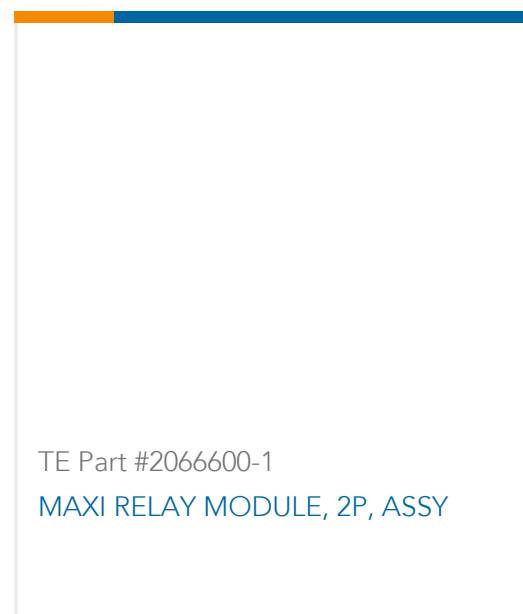 TE Part #2066600-1
MAXI RELAY MODULE, 2P, ASSY